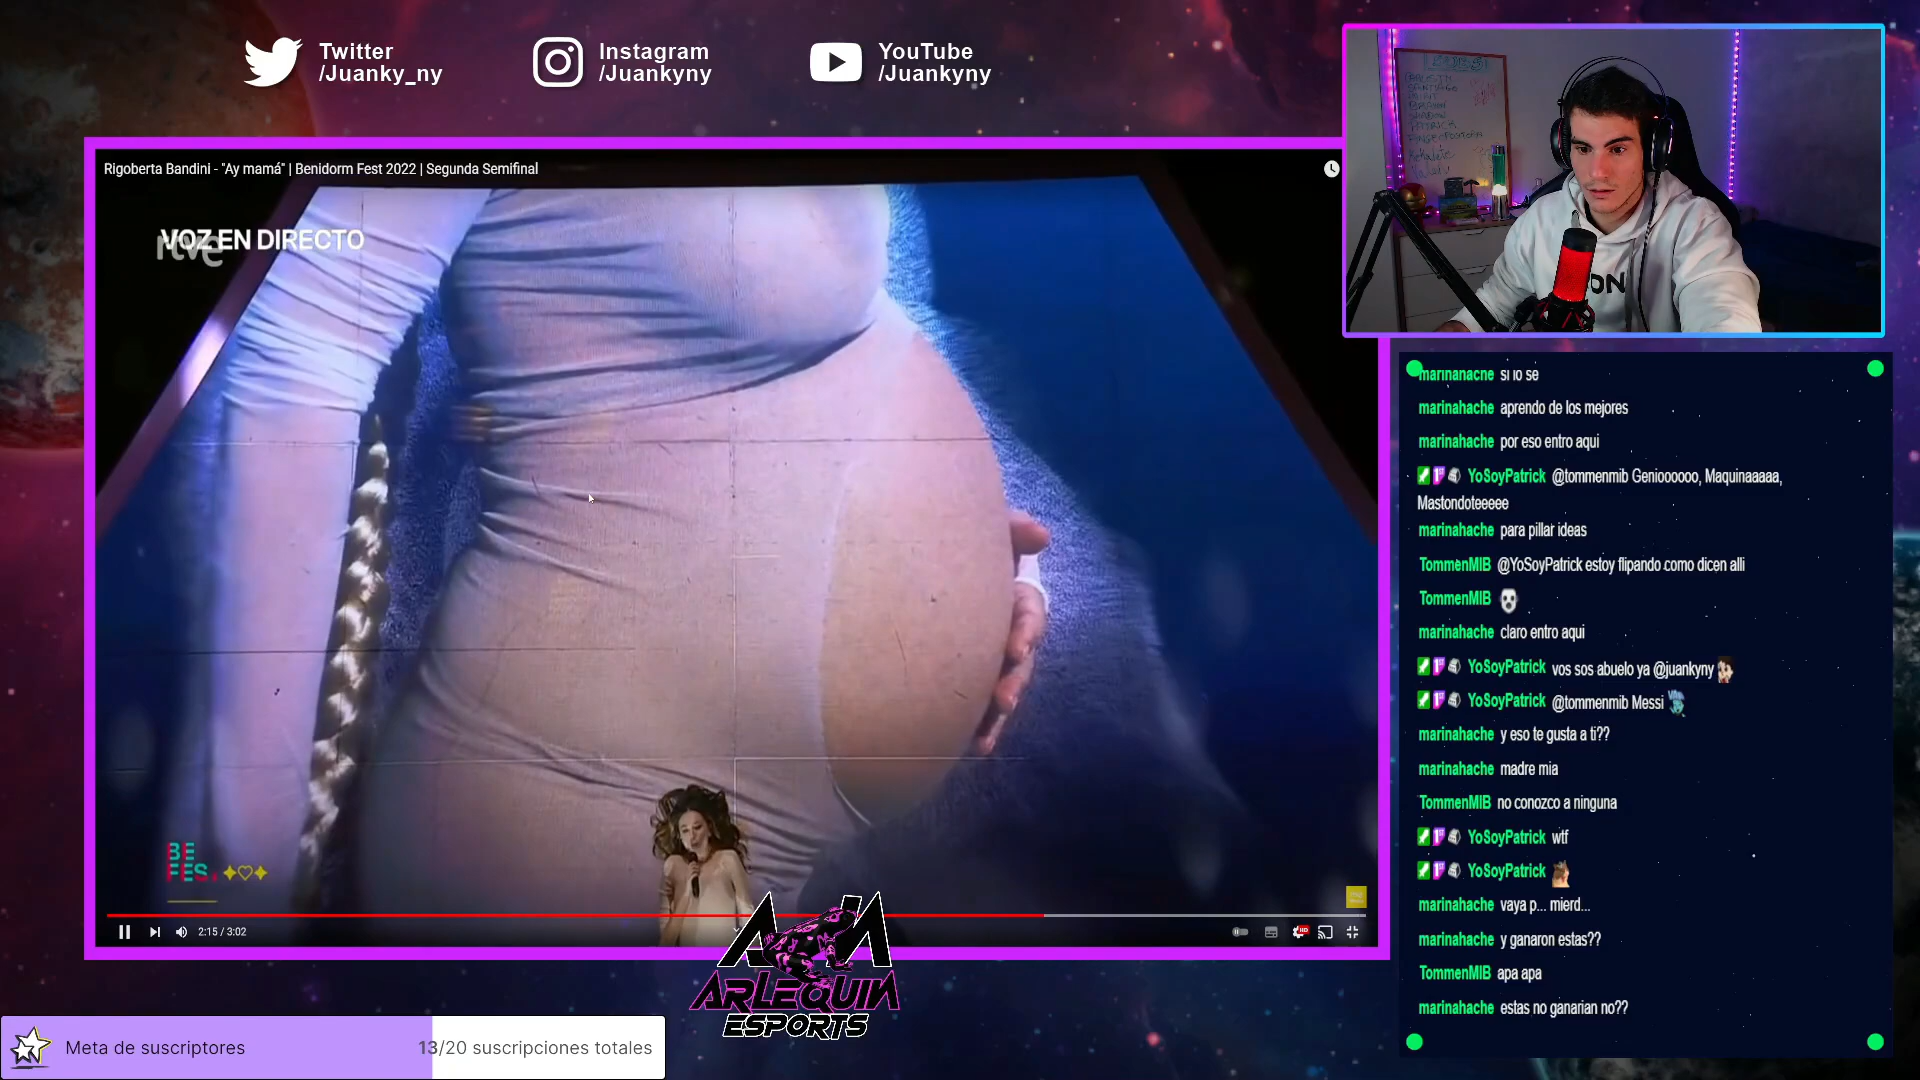 Twitter
/Juanky_ny
Instagram
/Juankyny
YouTube
/Juankyny
Rigoberta Bandini - "Ay mamá" | Benidorm Fest 2022 | Segunda Semifinal
VOZ EN DIRECTO
rtve
BE
FES
2:15 / 3:02
HD
ARLEQUIN
ESPORTS
Meta de suscriptores
13/20 suscripciones totales
marinahache si lo sé
marinahache aprendo de los mejores
marinahache por eso entro aqui
YoSoyPatrick @tommenmib Genioooooo, Maquinaaaaa,
Mastondoteeeee
marinahache para pillar ideas
TommenMIB @YoSoyPatrick estoy flipando como dicen alli
TommenMIB
marinahache claro entro aqui
YoSoyPatrick vos sos abuelo ya @juankyny
YoSoyPatrick @tommenmib Messi
marinahache y eso te gusta a ti??
marinahache madre mia
TommenMIB no conozco a ninguna
YoSoyPatrick wtf
YoSoyPatrick
marinahache vaya p... mierd...
marinahache y ganaron estas??
TommenMIB apa apa
marinahache estas no ganarian no??